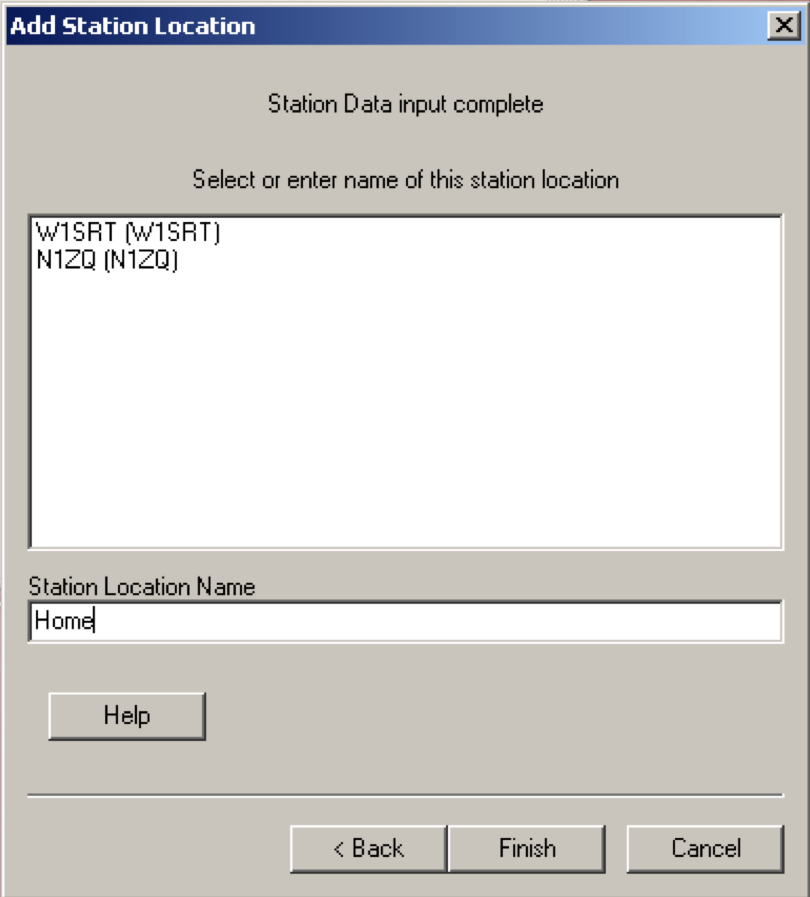 Add Station Location
Station Data input complete
Select or enter name of this station location
W1SRT (W1SRT)
N1ZQ (N1ZQ)
Station Location Name
Home
Help
< Back
Finish
Cancel